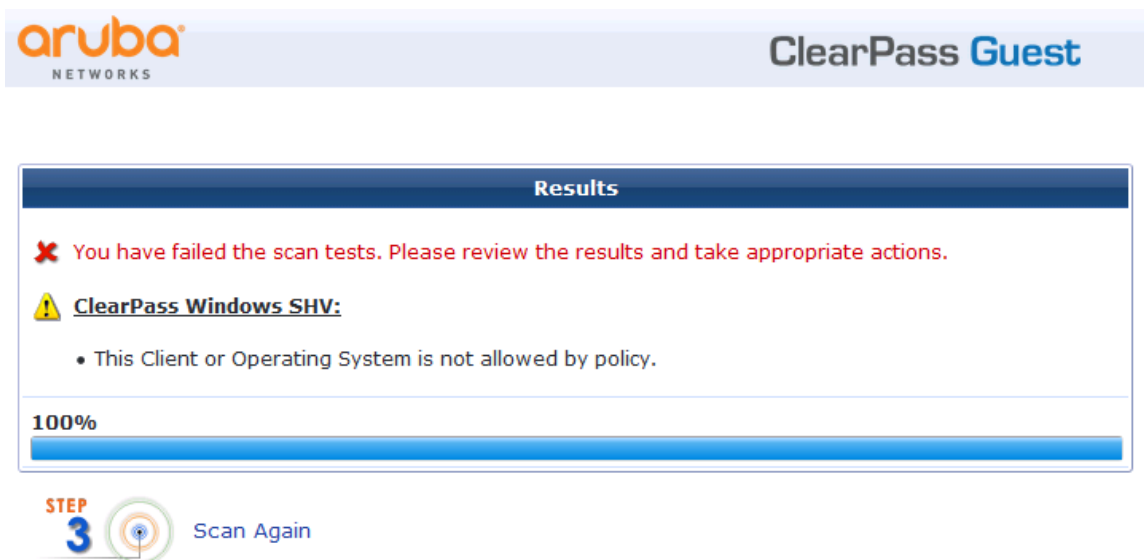 aruba
NETWORKS
ClearPass Guest
Results
You have failed the scan tests. Please review the results and take appropriate actions.
ClearPass Windows SHV:
• This Client or Operating System is not allowed by policy.
100%
STEP
3
Scan Again